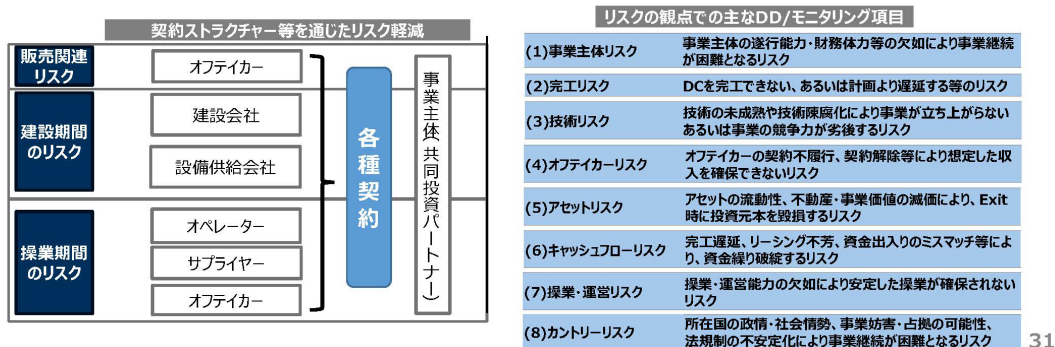 契約ストラクチャー等を通じたリスク軽減
販売関連
リスク
オフテイカー
建設期間
のリスク
建設会社
設備供給会社
操業期間
のリスク
オペレーター
サプライヤー
オフテイカー
各種契約
事業主体 共同投資パートナー)
リスクの観点での主なDD/モニタリング項目
(1)事業主体リスク
事業主体の遂行能力・財務体力等の欠如により事業継続
が困難となるリスク
(2)完工リスク
DCを完工できない、あるいは計画より遅延する等のリスク
(3)技術リスク
技術の未成熟や技術陳腐化により事業が立ち上がらない
あるいは事業の競争力が劣後するリスク
(4)オフテイカーリスク
オフテイカーの契約不履行、契約解除等により想定した収
入を確保できないリスク
(5)アセットリスク
アセットの流動性、不動産・事業価値の減価により、Exit
時に投資元本を毀損するリスク
(6)キャッシュフローリスク
完工遅延、リーシング不芳、資金出入りのミスマッチ等によ
り、資金繰り破綻するリスク
(7)操業・運営リスク
操業・運営能力の欠如により安定した操業が確保されない
リスク
(8)カントリーリスク
所在国の政情・社会情勢、事業妨害・占拠の可能性、
法規制の不安定化により事業継続が困難となるリスク
31